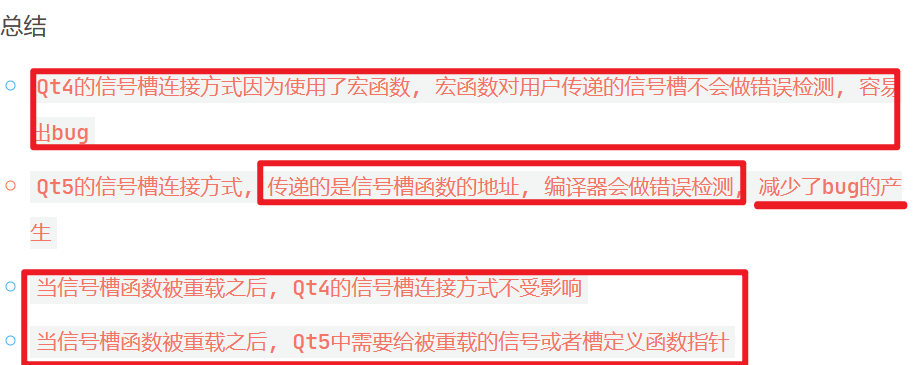 总结
Qt4的信号槽连接方式因为使用了宏函数, 宏函数对用户传递的信号槽不会做错误检测, 容易
出bug
Qt5的信号槽连接方式, 传递的是信号槽函数的地址, 编译器会做错误检测, 减少了bug的产
生
当信号槽函数被重载之后, Qt4的信号槽连接方式不受影响
当信号槽函数被重载之后, Qt5中需要给被重载的信号或者槽定义函数指针